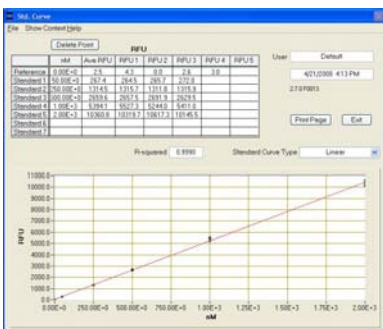 Std. Curve
File Show Context Help
Delete Point
RFU
User Default
nM Ave RFU RFU 1 RFU 2 RFU 3 RFU 4 RFU 5
Reference 0.00E+0 2.5 4.3 0.0 2.6 3.0
4/21/2008 4:13 PM
Standard 1 50.00E+0 267.4 264.5 265.7 272.0
Standard 2 250.00E+0 1314.5 1315.7 1311.8 1315.9
Standard 3 500.00E+0 2659.6 2657.5 2691.9 2629.5
Standard 4 1.00E+3 5394.1 5527.3 5244.0 5411.0
Standard 5 2.00E+3 10360.8 10319.7 10617.3 10145.5
Standard 6
Standard 7
Print Page Exit
R-squared 0.9990 Standard Curve Type Linear
11000.0
10000.0
9000.0
8000.0
7000.0
6000.0
5000.0
4000.0
3000.0
2000.0
1000.0
0.0
RFU
0.00E+0 250.00E+0 500.00E+0 750.00E+0 1.00E+3 1.25E+3 1.50E+3 1.75E+3 2.00E+3
nM